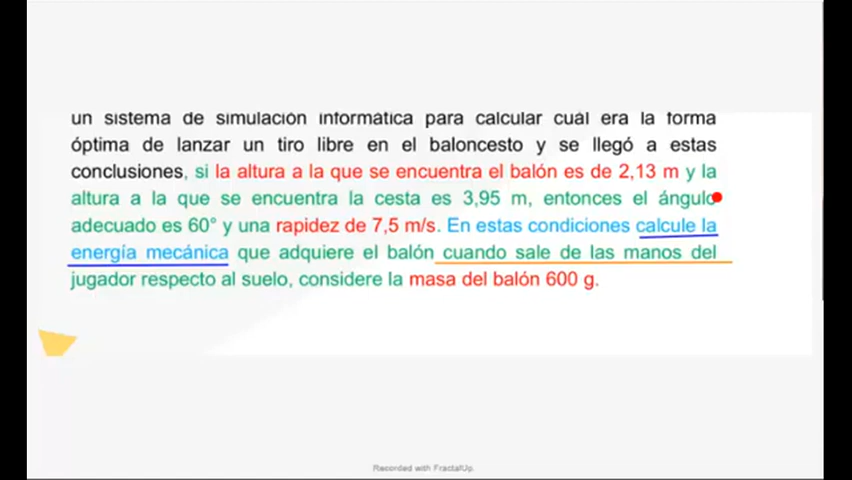 un sistema de simulación informática para calcular cuál era la forma
óptima de lanzar un tiro libre en el baloncesto y se llegó a estas
conclusiones, si la altura a la que se encuentra el balón es de 2,13 m y la
altura a la que se encuentra la cesta es 3,95 m, entonces el ángulo
adecuado es 60° y una rapidez de 7,5 m/s. En estas condiciones calcule la
energía mecánica que adquiere el balón cuando sale de las manos del
jugador respecto al suelo, considere la masa del balón 600 g.
Recorded with FractalUp.